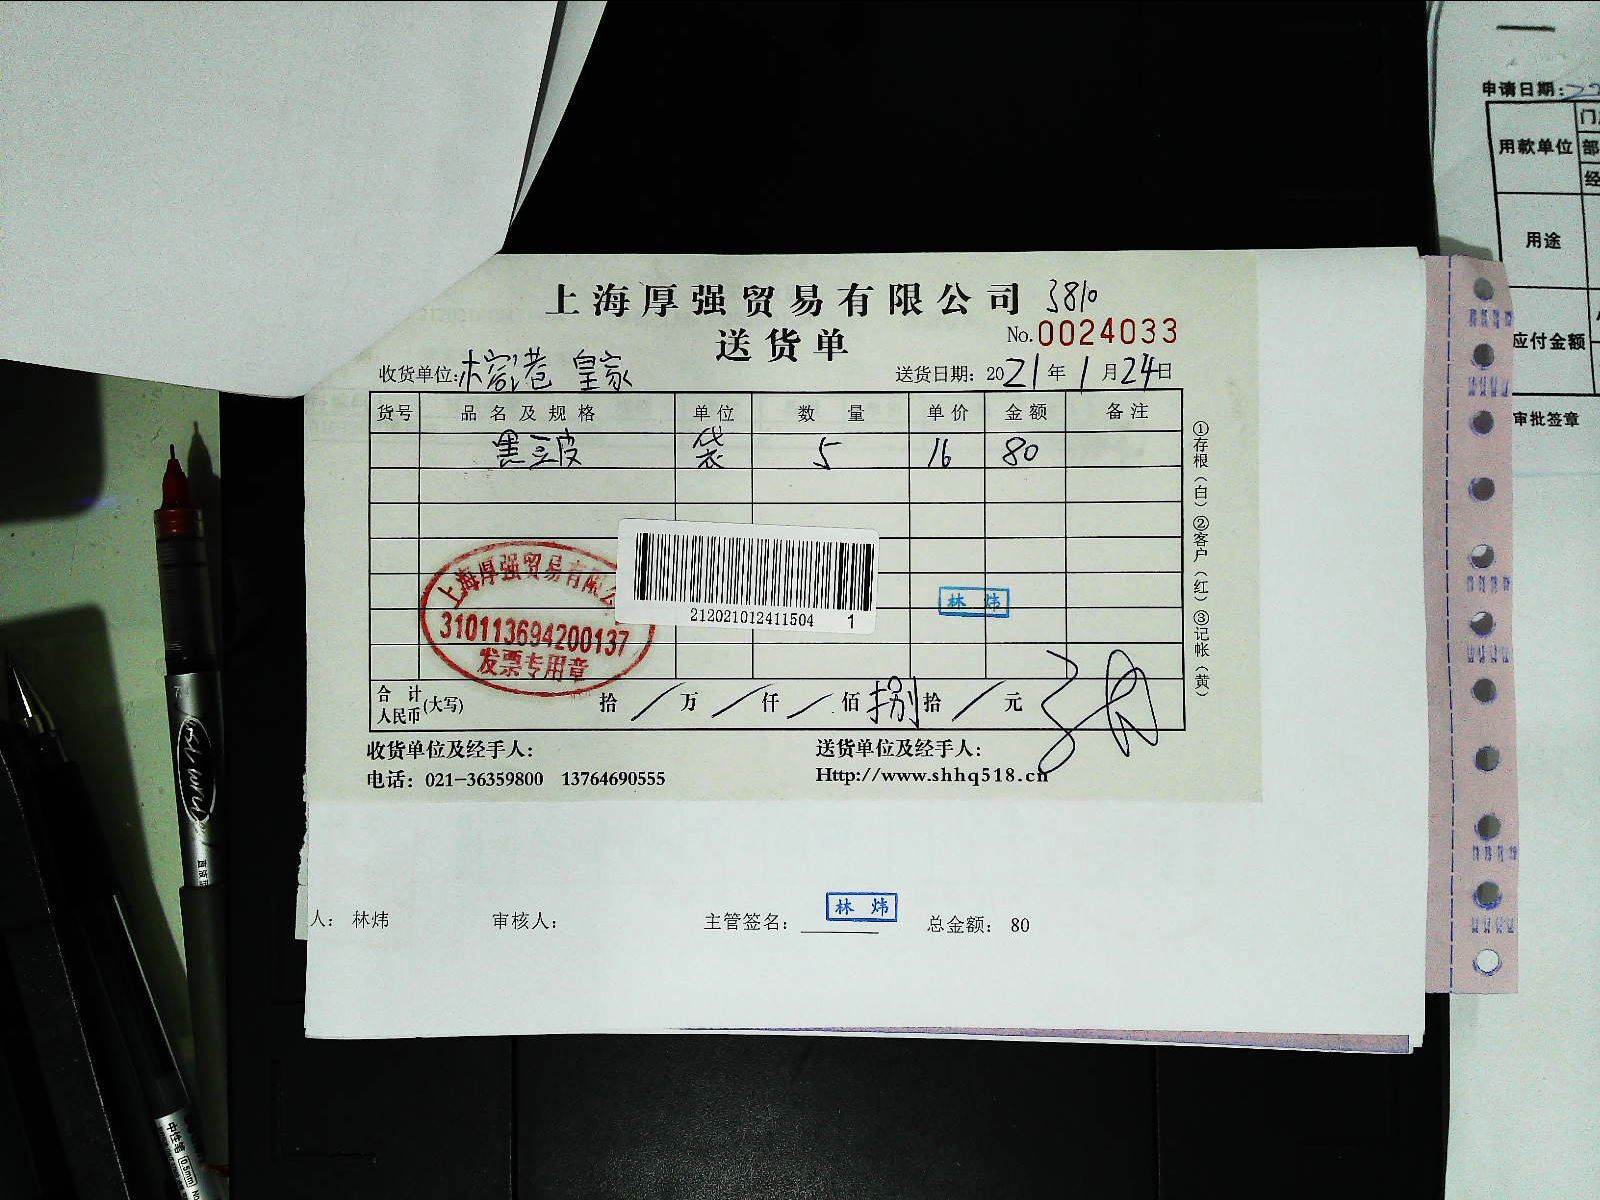 上海厚强贸易有限公司 3810
送货单 No.0024033
收货单位: 皇家 送货日期：2021年1月24日
货号 品名及规格 单位 数量 单价 金额 备注
黑豆皮 袋 5 16 80
①存根（白）②客户（红）③记帐（黄）
上海厚强贸易有限公
310113694200137
发票专用章
212021012411504 1
林 炜
合计人民币(大写) 拾／万／仟／佰捌拾／元
收货单位及经手人： 送货单位及经手人：
电话：021-36359800 13764690555 Http://www.shhq518.cn
人： 林炜 审核人： 主管签名： 林 炜 总金额： 80
申请日期：
用款单位
用途
应付金额
审批签章
中性笔 0.5mm